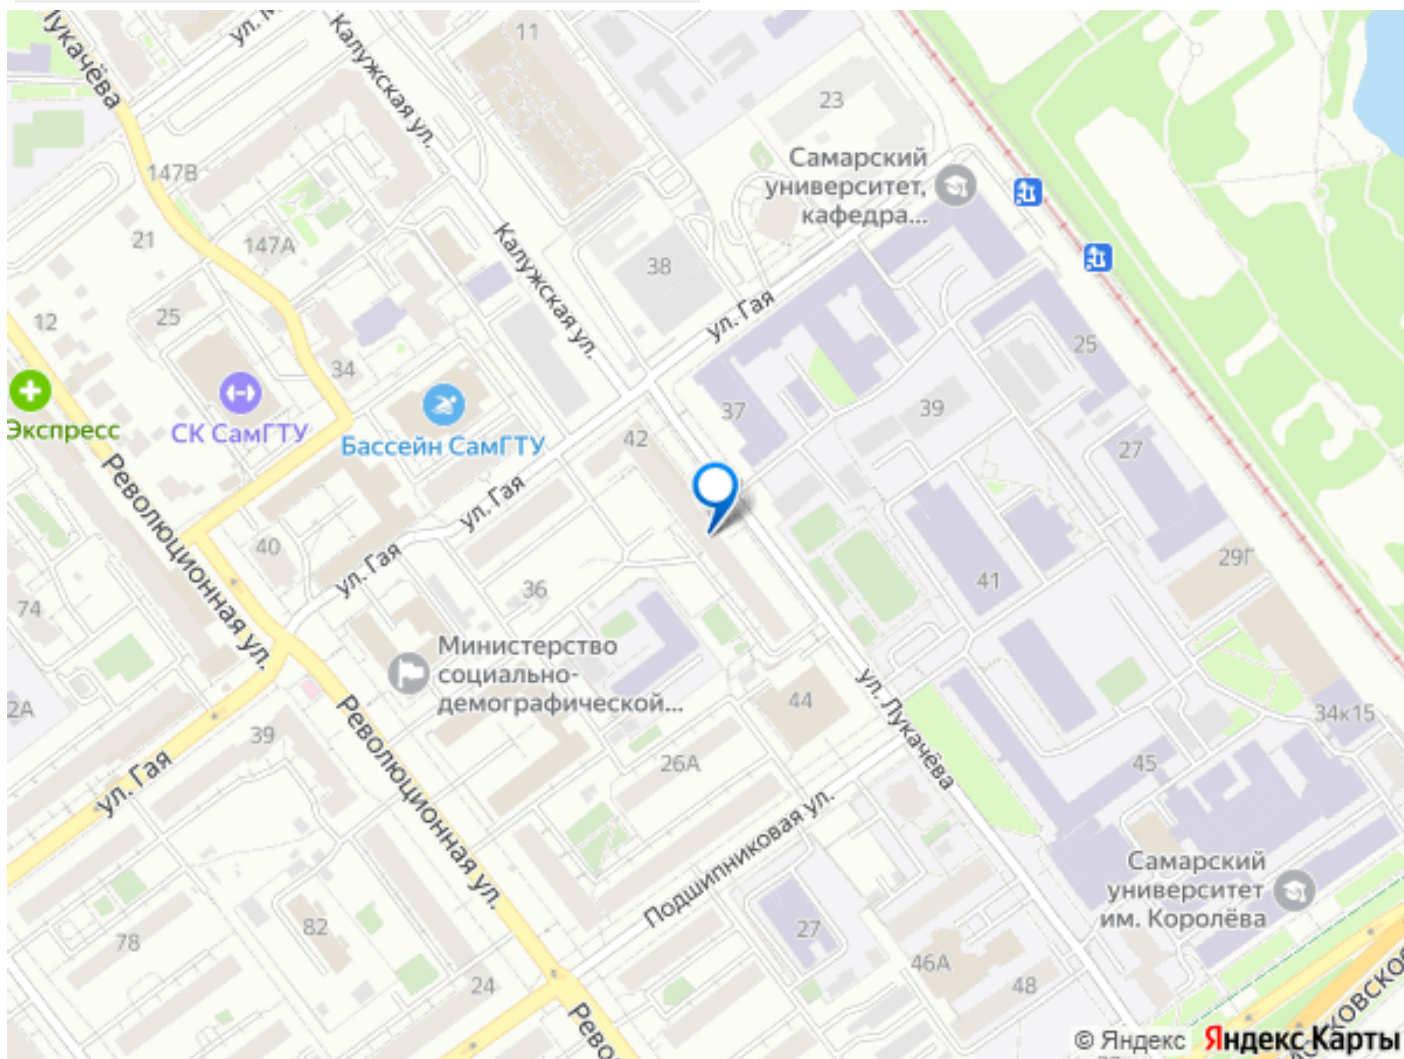 Лукачёва
Калужская ул.
11
23
Самарский
университет,
кафедра...
147В
21
147А
Калужская ул.
38
ул. Гая
12
25
34
25
Экспресс
СК СамГТУ
Бассейн СамГТУ
37
39
42
27
Революционная ул.
ул. Гая
40
ул. Гая
36
41
29Г
74
Министерство
социально-
демографической...
2А
39
ул. Гая
Революционная ул.
44
ул. Лукачёва
34к15
26А
45
Подшипниковая ул.
Самарский
университет
им. Королёва
78
82
27
46А
24
48
Рево
© Яндекс Яндекс Карты